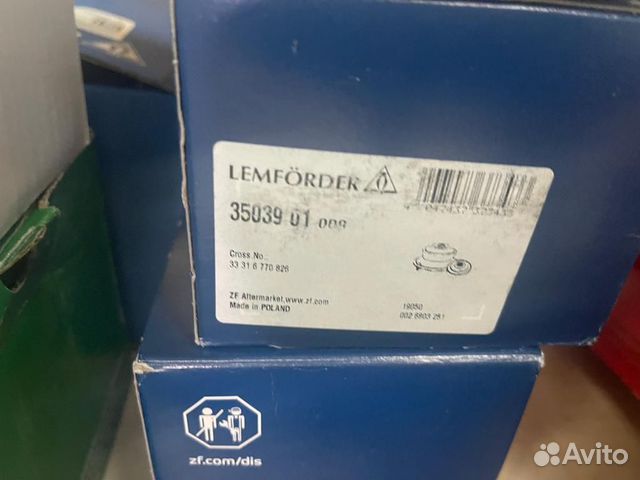 LEMFÖRDER
35039 01 009
Cross No.:
33 31 6 770 826
ZF Aftermarket, www.zf.com
Made in POLAND
19050
002 8803 251
zf.com/dis
Avito